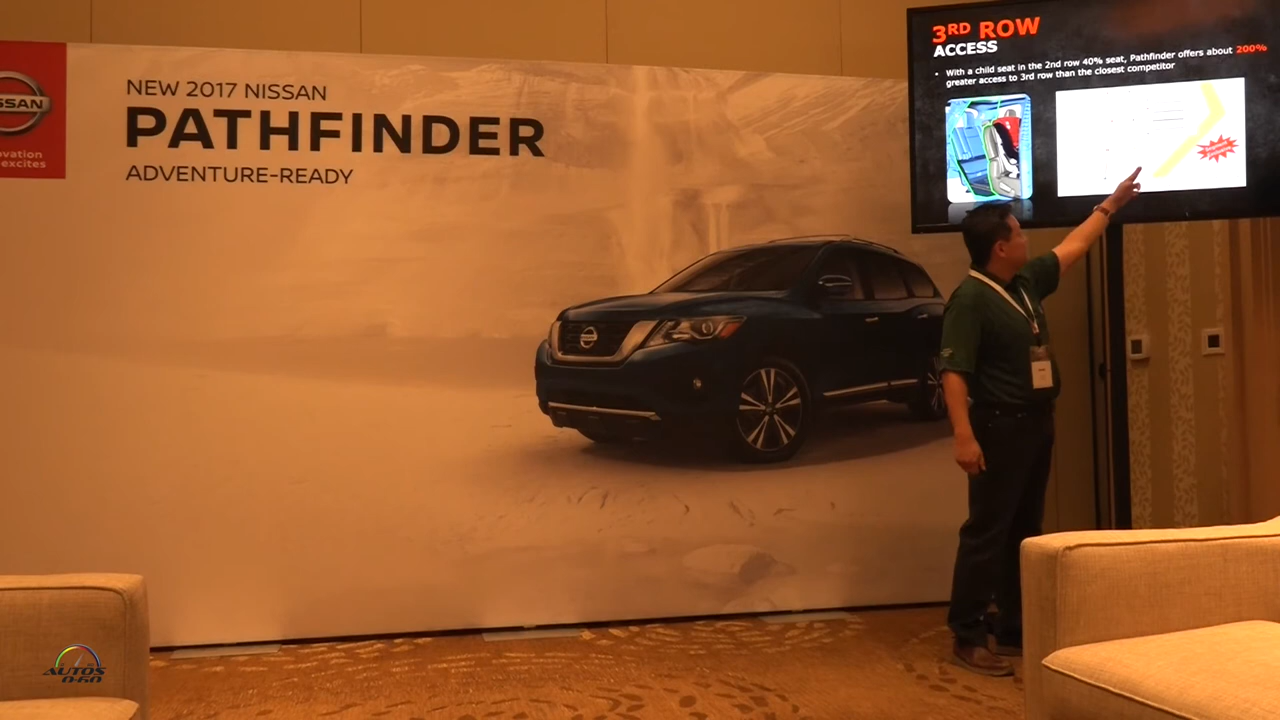 NISSAN
NEW 2017 NISSAN
PATHFINDER
ADVENTURE-READY
3RD ROW
ACCESS
• With a child seat in the 2nd row 40% seat, Pathfinder offers about 200%
greater access to 3rd row than the closest competitor
AUTOS
0-60